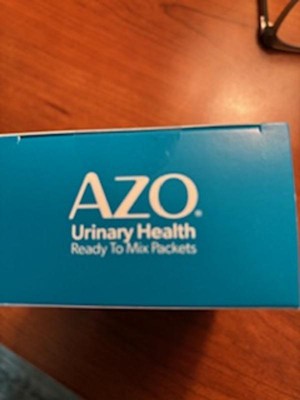 AZO®
Urinary Health
Ready To Mix Packets